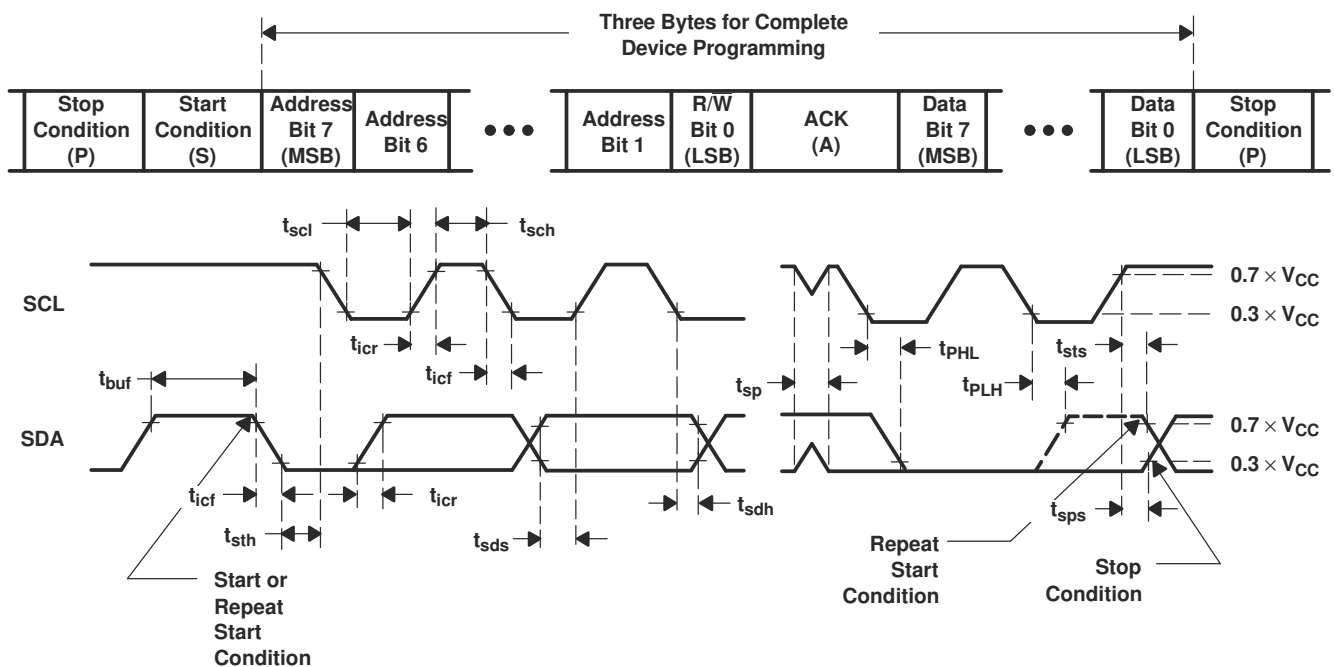 Three Bytes for Complete
Device Programming
Stop
Condition
(P)
Start
Condition
(S)
Address
Bit 7
(MSB)
Address
Bit 6
•••
Address
Bit 1
R/W̅
Bit 0
(LSB)
ACK
(A)
Data
Bit 7
(MSB)
•••
Data
Bit 0
(LSB)
Stop
Condition
(P)
tscl
tsch
SCL
0.7 × VCC
0.3 × VCC
ticr
tPHL
tsts
tbuf
ticf
tsp
tPLH
SDA
0.7 × VCC
0.3 × VCC
ticf
ticr
tsdh
tsps
tsth
tsds
Start or
Repeat
Start
Condition
Repeat
Start
Condition
Stop
Condition